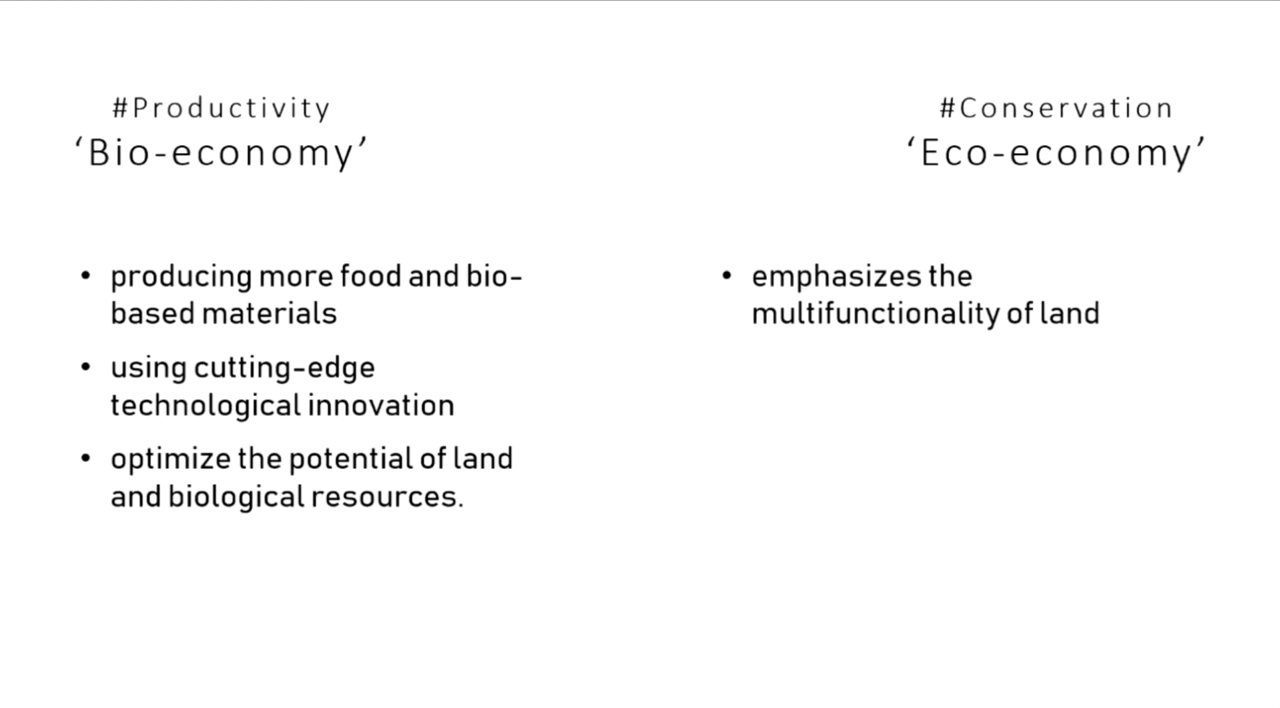 #Productivity
‘Bio-economy’
#Conservation
‘Eco-economy’
• producing more food and bio-
based materials
• using cutting-edge
technological innovation
• optimize the potential of land
and biological resources.
• emphasizes the
multifunctionality of land